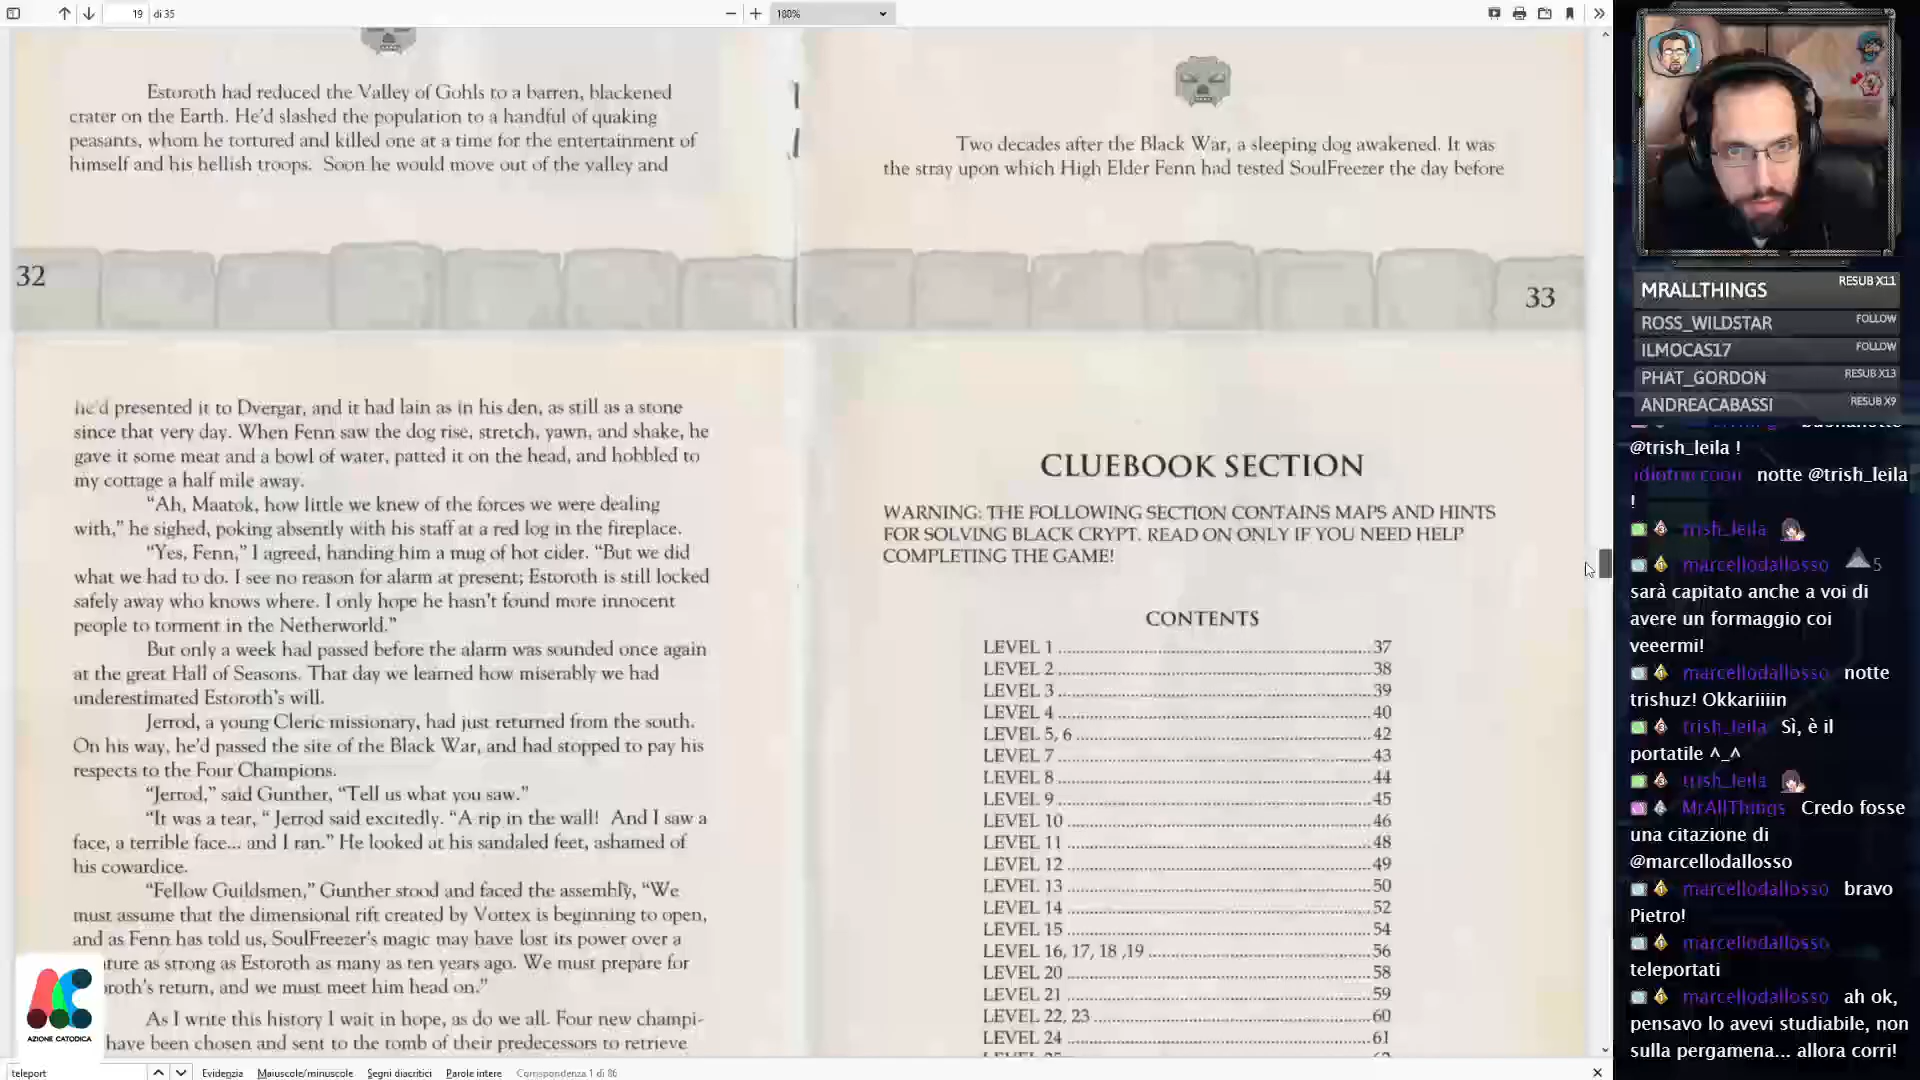 19 di 35
180%
Estoroth had reduced the Valley of Gohls to a barren, blackened
crater on the Earth. He'd slashed the population to a handful of quaking
peasants, whom he tortured and killed one at a time for the entertainment of
himself and his hellish troops. Soon he would move out of the valley and
32
Two decades after the Black War, a sleeping dog awakened. It was
the stray upon which High Elder Fenn had tested SoulFreezer the day before
33
he'd presented it to Dvergar, and it had lain as in his den, as still as a stone
since that very day. When Fenn saw the dog rise, stretch, yawn, and shake, he
gave it some meat and a bowl of water, patted it on the head, and hobbled to
my cottage a half mile away.
“Ah, Maatok, how little we knew of the forces we were dealing
with,” he sighed, poking absently with his staff at a red log in the fireplace.
“Yes, Fenn,” I agreed, handing him a mug of hot cider. “But we did
what we had to do. I see no reason for alarm at present; Estoroth is still locked
safely away who knows where. I only hope he hasn't found more innocent
people to torment in the Netherworld.”
But only a week had passed before the alarm was sounded once again
at the great Hall of Seasons. That day we learned how miserably we had
underestimated Estoroth's will.
Jerrod, a young Cleric missionary, had just returned from the south.
On his way, he'd passed the site of the Black War, and had stopped to pay his
respects to the Four Champions.
“Jerrod,” said Gunther, “Tell us what you saw.”
“It was a tear, “ Jerrod said excitedly. “A rip in the wall! And I saw a
face, a terrible face... and I ran.” He looked at his sandaled feet, ashamed of
his cowardice.
“Fellow Guildsmen,” Gunther stood and faced the assembly, “We
must assume that the dimensional rift created by Vortex is beginning to open,
and as Fenn has told us, SoulFreezer's magic may have lost its power over a
ature as strong as Estoroth as many as ten years ago. We must prepare for
oroth's return, and we must meet him head on.”
As I write this history I wait in hope, as do we all. Four new champi-
have been chosen and sent to the tomb of their predecessors to retrieve
CLUEBOOK SECTION
WARNING: THE FOLLOWING SECTION CONTAINS MAPS AND HINTS
FOR SOLVING BLACK CRYPT. READ ON ONLY IF YOU NEED HELP
COMPLETING THE GAME!
CONTENTS
LEVEL 1 ........ 37
LEVEL 2 ........ 38
LEVEL 3 ........ 39
LEVEL 4 ........ 40
LEVEL 5, 6 ........ 42
LEVEL 7 ........ 43
LEVEL 8 ........ 44
LEVEL 9 ........ 45
LEVEL 10 ........ 46
LEVEL 11 ........ 48
LEVEL 12 ........ 49
LEVEL 13 ........ 50
LEVEL 14 ........ 52
LEVEL 15 ........ 54
LEVEL 16, 17, 18 ,19 ........ 56
LEVEL 20 ........ 58
LEVEL 21 ........ 59
LEVEL 22, 23 ........ 60
LEVEL 24 ........ 61
AZIONE CATODICA
teleport Evidenzia Maiuscole/minuscole Segni diacritici Parole intere Corrispondenza 1 di 86
MRALLTHINGS RESUB X11
ROSS_WILDSTAR FOLLOW
ILMOCAS17 FOLLOW
PHAT_GORDON RESUB X13
ANDREACABASSI RESUB X9
@trish_leila !
idiotraccoon notte @trish_leila
!
trish_leila
marcellodallosso 5
sarà capitato anche a voi di
avere un formaggio coi
veeermi!
marcellodallosso notte
trishuz! Okkariiiin
trish_leila Sì, è il
portatile ^_^
trish_leila
MrAllThings Credo fosse
una citazione di
@marcellodallosso
marcellodallosso bravo
Pietro!
marcellodallosso
teleportati
marcellodallosso ah ok,
pensavo lo avevi studiabile, non
sulla pergamena... allora corri!